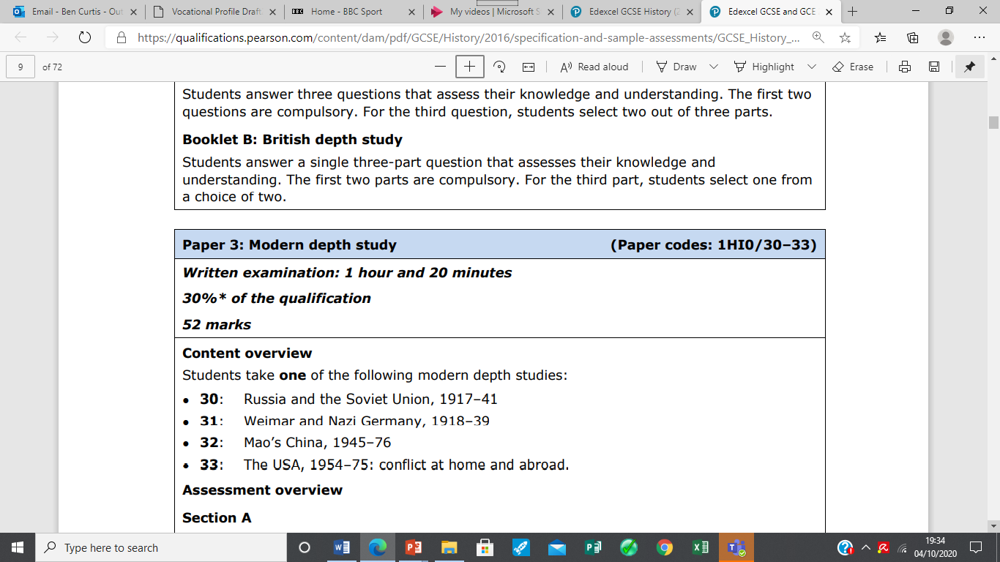 Email - Ben Curtis - Out
Vocational Profile Draft.
BBC Home - BBC Sport
My videos | Microsoft S
Edexcel GCSE History (2
Edexcel GCSE and GCE
https://qualifications.pearson.com/content/dam/pdf/GCSE/History/2016/specification-and-sample-assessments/GCSE_History_...
9 of 72
Read aloud
Draw
Highlight
Erase
Students answer three questions that assess their knowledge and understanding. The first two
questions are compulsory. For the third question, students select two out of three parts.
Booklet B: British depth study
Students answer a single three-part question that assesses their knowledge and
understanding. The first two parts are compulsory. For the third part, students select one from
a choice of two.
Paper 3: Modern depth study (Paper codes: 1HI0/30–33)
Written examination: 1 hour and 20 minutes
30%* of the qualification
52 marks
Content overview
Students take one of the following modern depth studies:
• 30: Russia and the Soviet Union, 1917–41
• 31: Weimar and Nazi Germany, 1918–39
• 32: Mao’s China, 1945–76
• 33: The USA, 1954–75: conflict at home and abroad.
Assessment overview
Section A
Type here to search
19:34
04/10/2020